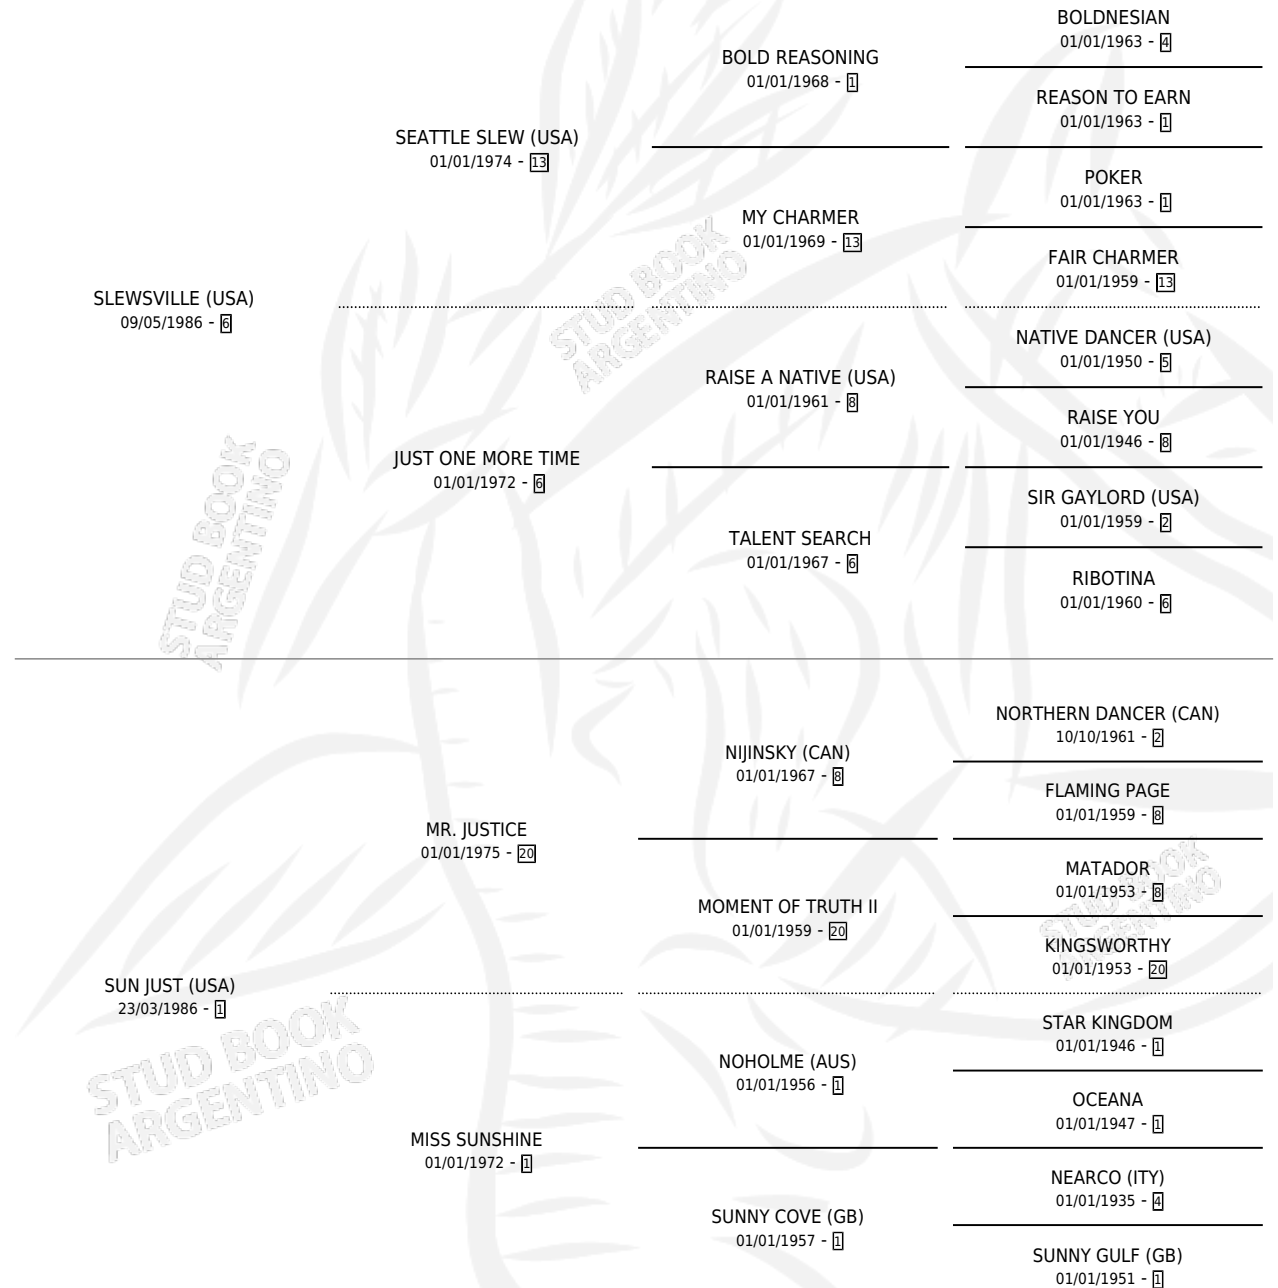 BOLDNESIAN
01/01/1963 - 4
BOLD REASONING
01/01/1968 - 1
REASON TO EARN
01/01/1963 - 1
SEATTLE SLEW (USA)
01/01/1974 - 13
POKER
01/01/1963 - 1
MY CHARMER
01/01/1969 - 13
FAIR CHARMER
01/01/1959 - 13
SLEWSVILLE (USA)
09/05/1986 - 6
NATIVE DANCER (USA)
01/01/1950 - 5
RAISE A NATIVE (USA)
01/01/1961 - 8
RAISE YOU
01/01/1946 - 8
JUST ONE MORE TIME
01/01/1972 - 6
SIR GAYLORD (USA)
01/01/1959 - 2
TALENT SEARCH
01/01/1967 - 6
RIBOTINA
01/01/1960 - 6
NORTHERN DANCER (CAN)
10/10/1961 - 2
NIJINSKY (CAN)
01/01/1967 - 8
FLAMING PAGE
01/01/1959 - 8
MR. JUSTICE
01/01/1975 - 20
MATADOR
01/01/1953 - 8
MOMENT OF TRUTH II
01/01/1959 - 20
KINGSWORTHY
01/01/1953 - 20
SUN JUST (USA)
23/03/1986 - 1
STAR KINGDOM
01/01/1946 - 1
NOHOLME (AUS)
01/01/1956 - 1
OCEANA
01/01/1947 - 1
MISS SUNSHINE
01/01/1972 - 1
NEARCO (ITY)
01/01/1935 - 4
SUNNY COVE (GB)
01/01/1957 - 1
SUNNY GULF (GB)
01/01/1951 - 1
STUD BOOK
ARGENTINO
STUD BOOK
ARGENTINO
STUD BOOK
ARGENTINO
STUD BOOK
ARGENTINO